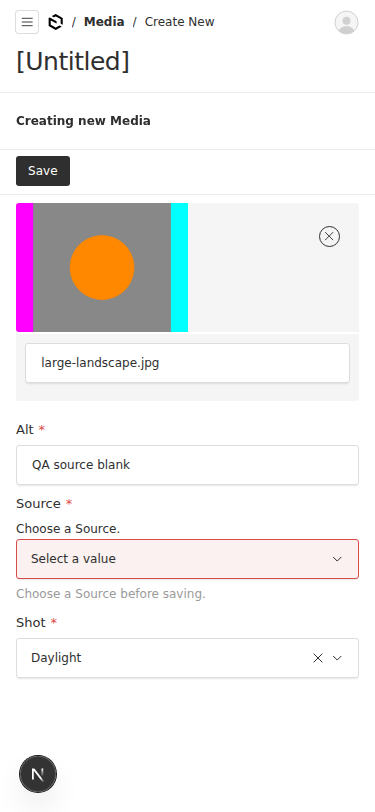 / Media / Create New
[Untitled]
Creating new Media
Save
large-landscape.jpg
Alt *
QA source blank
Source *
Choose a Source.
Select a value
Choose a Source before saving.
Shot *
Daylight
N